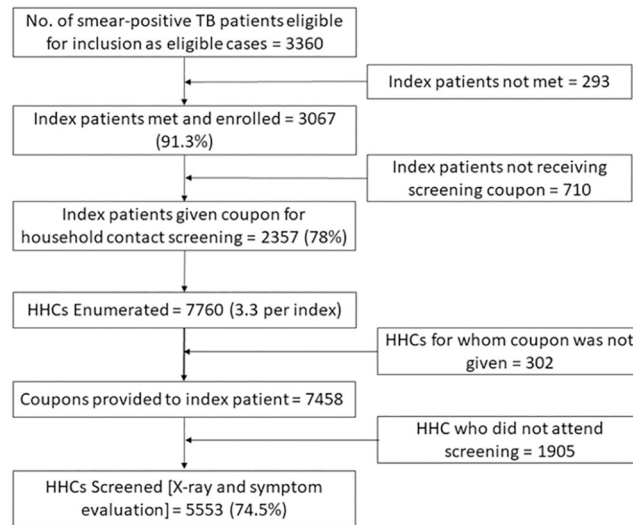 No. of smear-positive TB patients eligible
for inclusion as eligible cases = 3360
Index patients not met = 293
Index patients met and enrolled = 3067
(91.3%)
Index patients not receiving
screening coupon = 710
Index patients given coupon for
household contact screening = 2357 (78%)
HHCs Enumerated = 7760 (3.3 per index)
HHCs for whom coupon was not
given = 302
Coupons provided to index patient = 7458
HHC who did not attend
screening = 1905
HHCs Screened [X-ray and symptom
evaluation] = 5553 (74.5%)